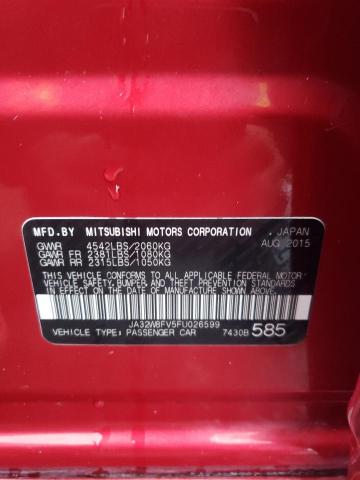 MFD.BY MITSUBISHI MOTORS CORPORATION . JAPAN
GVWR 4542LBS/2060KG AUG 2015
GAWR FR 2381LBS/1080KG
GAWR RR 2315LBS/1050KG
THIS CAR CONFORMS TO ALL APPLICABLE FEDERAL MOTOR
VEHICLE SAFETY, BUMPER, AND THEFT PREVENTION STANDARDS
IN EFFECT ON THE DATE OF MANUFACTURE SHOWN ABOVE.
JA32W8FV5FU026599
VEHICLE TYPE: PASSENGER CAR 7430B 585